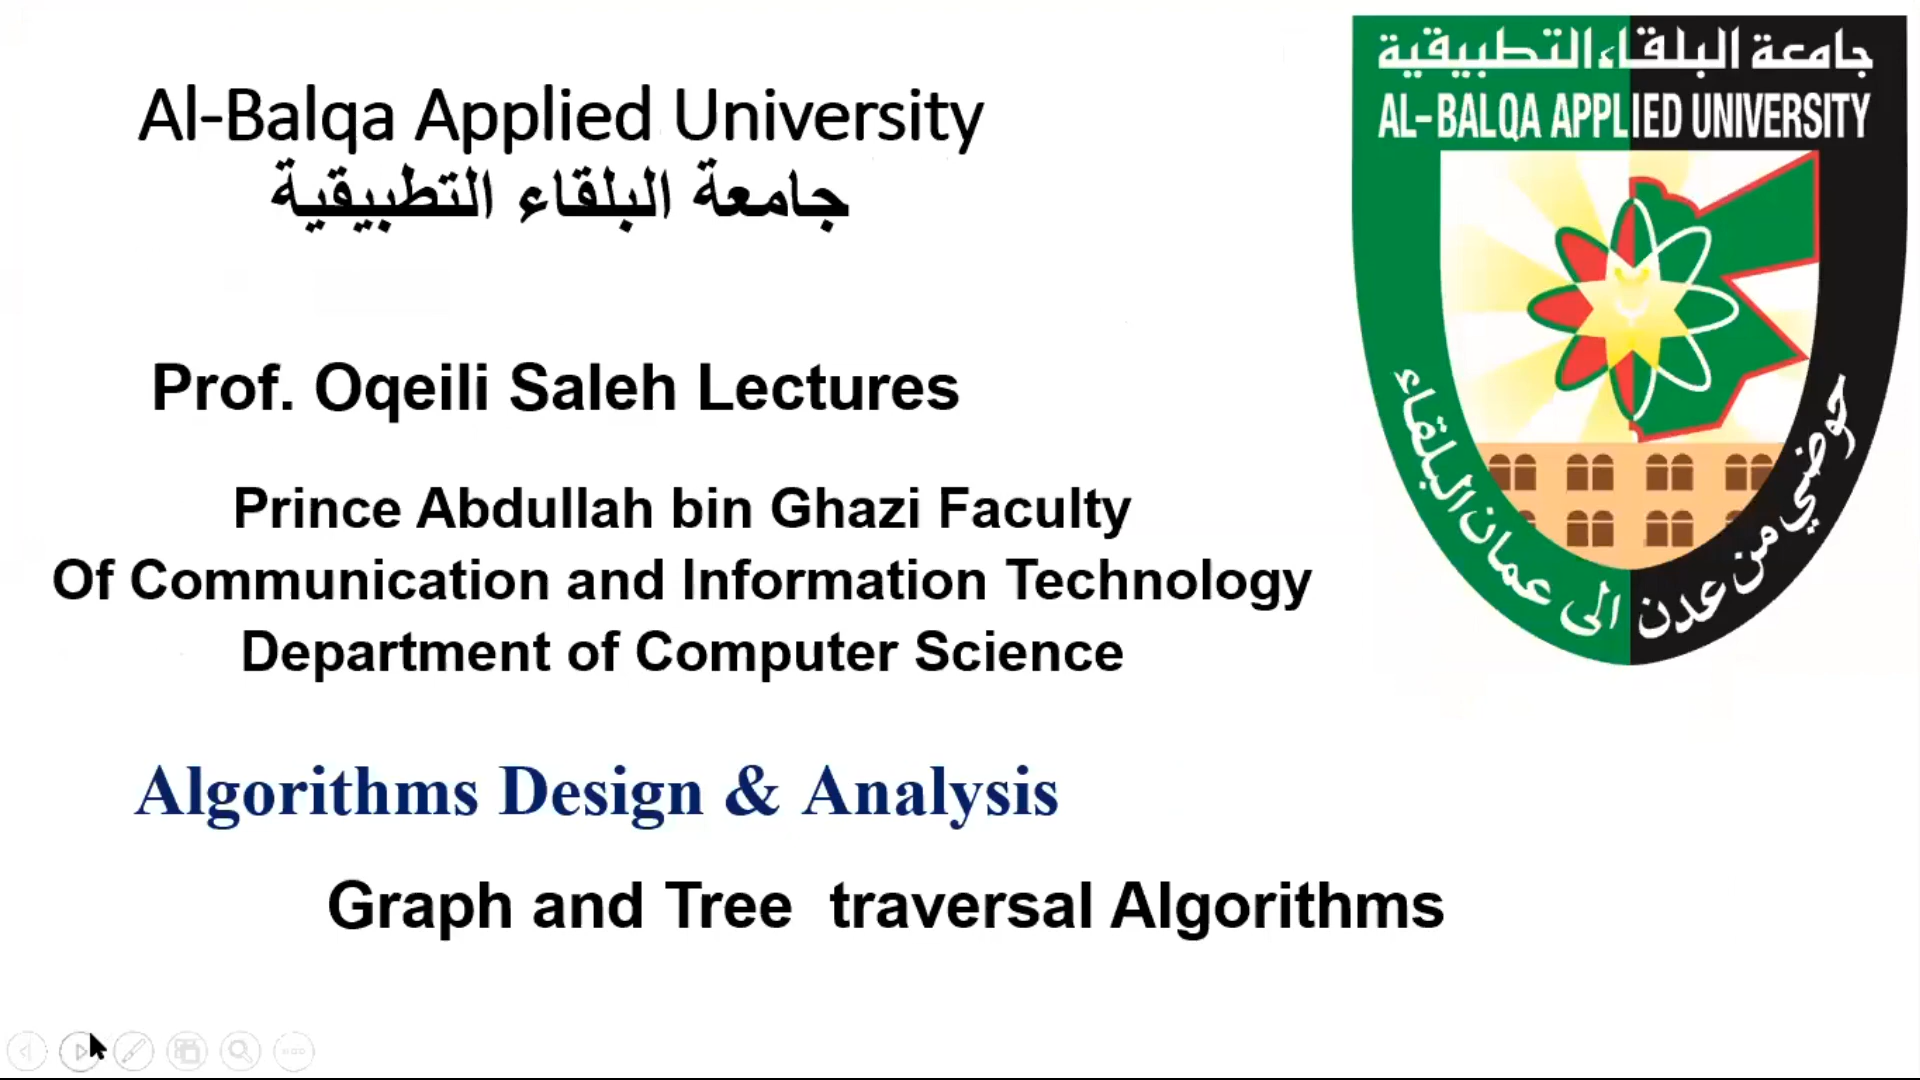 Al-Balqa Applied University
جامعة البلقاء التطبيقية
Prof. Oqeili Saleh Lectures
Prince Abdullah bin Ghazi Faculty
Of Communication and Information Technology
Department of Computer Science
Algorithms Design & Analysis
Graph and Tree traversal Algorithms
جامعة البلقاء التطبيقية
AL-BALQA APPLIED UNIVERSITY
حوضي من عدن الى عمان البلقاء